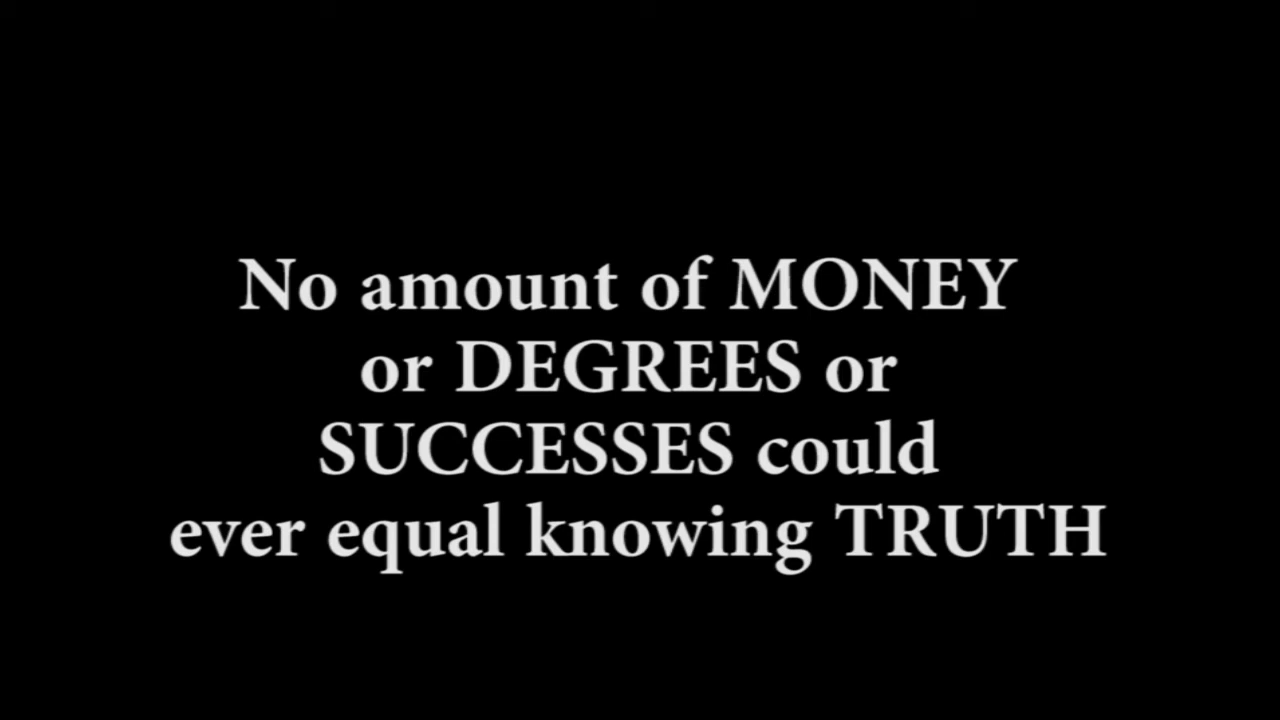 No amount of MONEY
or DEGREES or
SUCCESSES could
ever equal knowing TRUTH